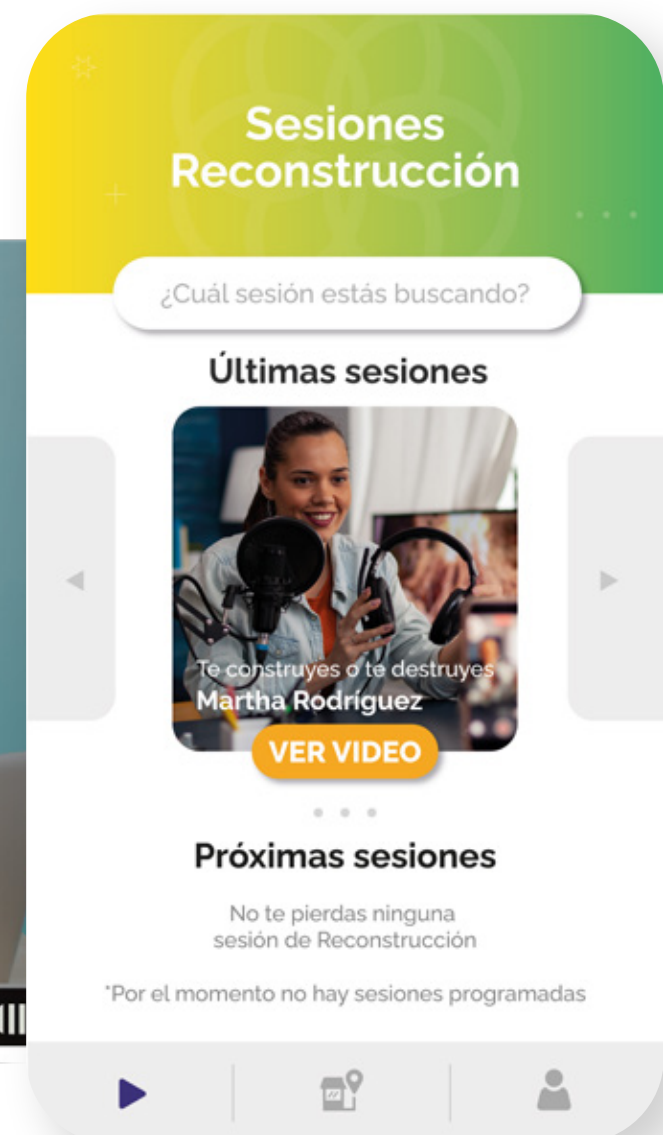 Sesiones
Reconstrucción
¿Cuál sesión estás buscando?
Últimas sesiones
Te construyes o te destruyes
Martha Rodríguez
VER VIDEO
Próximas sesiones
No te pierdas ninguna
sesión de Reconstrucción
*Por el momento no hay sesiones programadas